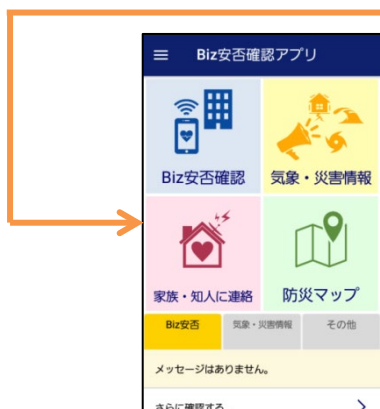 Biz安否確認アプリ
Biz安否確認 気象・災害情報
家族・知人に連絡 防災マップ
Biz安否 気象・災害情報 その他
メッセージはありません。
さらに確認する